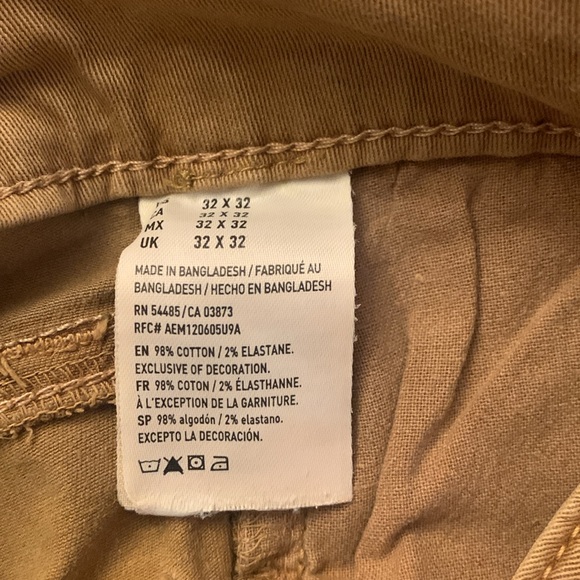 32 X 32
CA 32 X 32
MX 32 X 32
UK 32 X 32
MADE IN BANGLADESH / FABRIQUÉ AU
BANGLADESH / HECHO EN BANGLADESH
RN 54485 / CA 03873
RFC# AEM120605U9A
EN 98% COTTON / 2% ELASTANE.
EXCLUSIVE OF DECORATION.
FR 98% COTON / 2% ÉLASTHANNE.
À L'EXCEPTION DE LA GARNITURE.
SP 98% algodón / 2% elastano.
EXCEPTO LA DECORACIÓN.